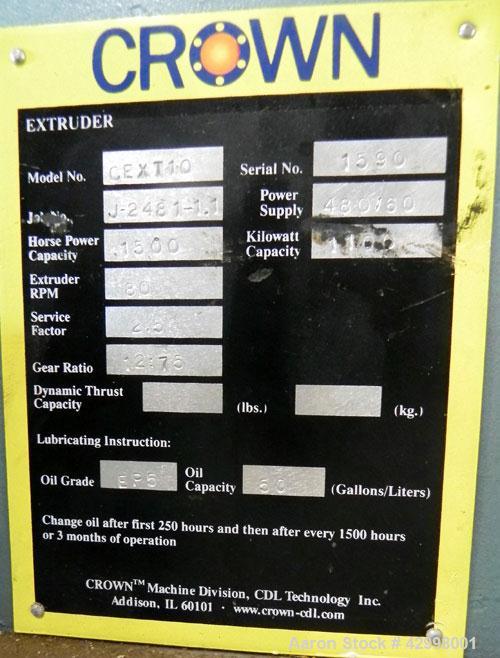 CROWN
EXTRUDER
Model No. CEXT10
Serial No. 1590
Job No. J-2481-1.1
Power Supply 480/60
Horse Power Capacity 1500
Kilowatt Capacity
Extruder RPM 80
Service Factor
Gear Ratio
Dynamic Thrust Capacity (lbs.) (kg.)
Lubricating Instruction:
Oil Grade EP5 Oil Capacity 60 (Gallons/Liters)
Change oil after first 250 hours and then after every 1500 hours
or 3 months of operation
CROWN™ Machine Division, CDL Technology Inc.
Addison, IL 60101 · www.crown-cdl.com
Aaron Stock # 42998001